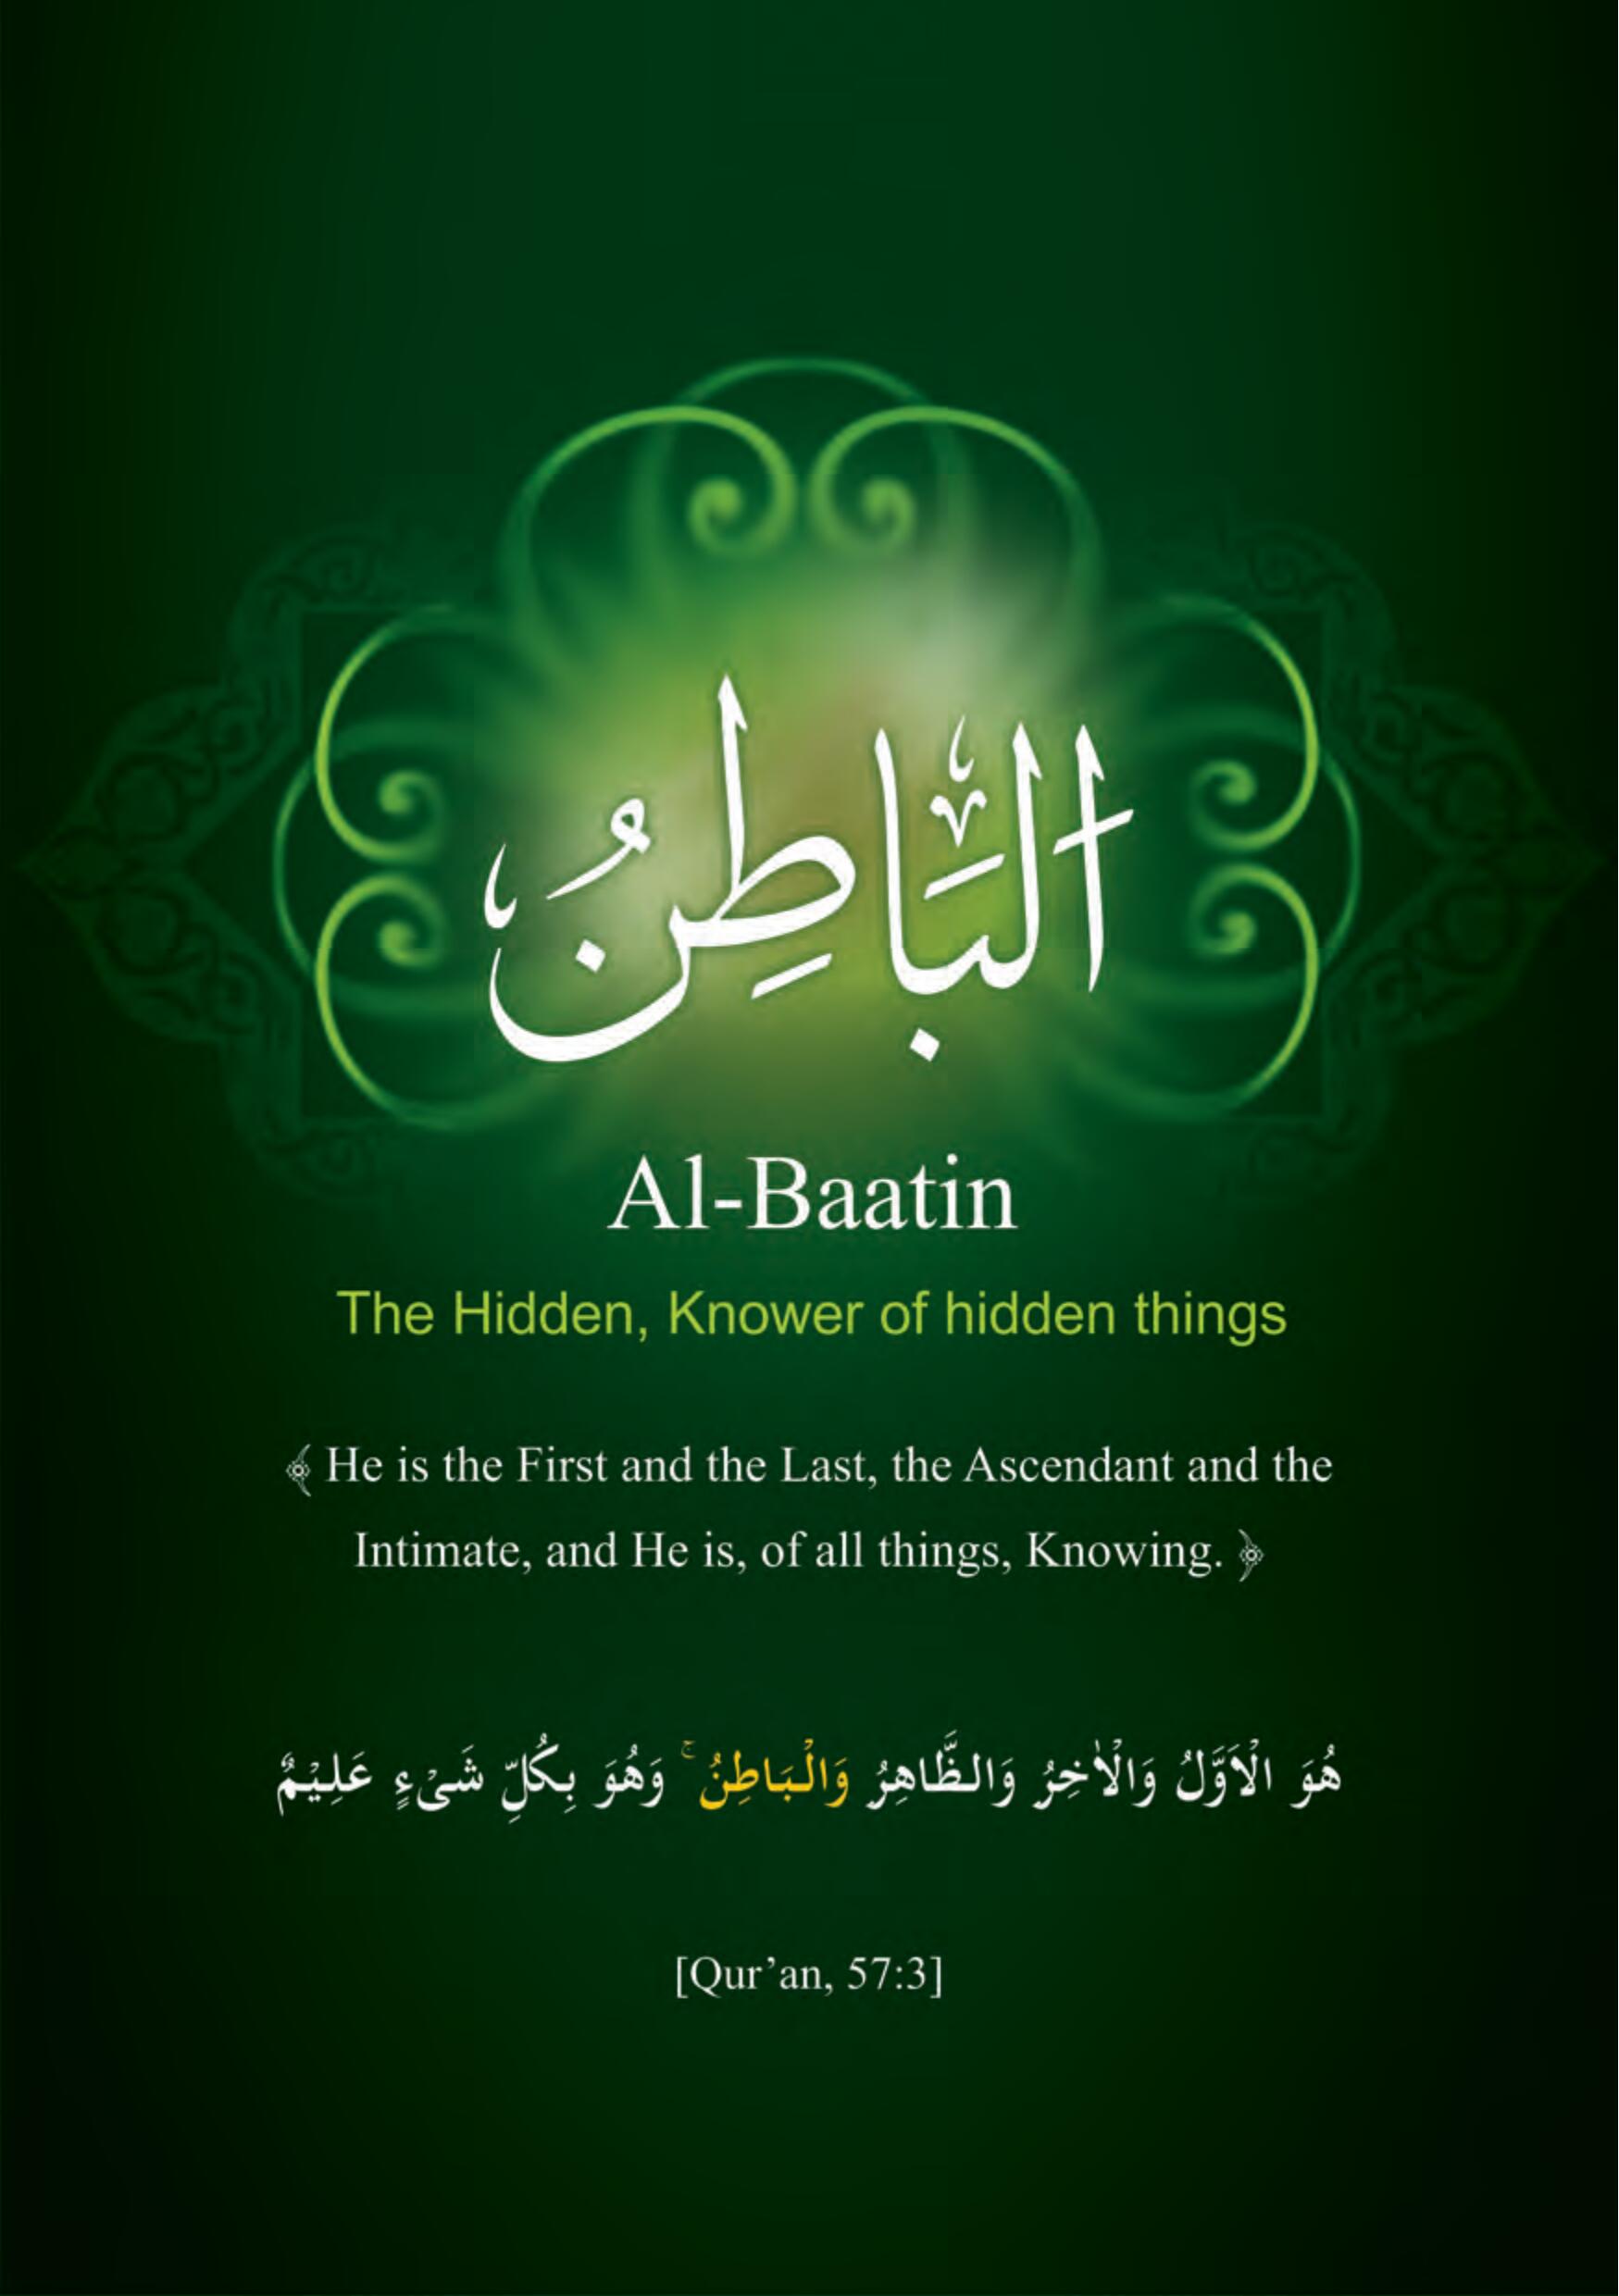 البَاطِنُ
Al-Baatin
The Hidden, Knower of hidden things
﴾ He is the First and the Last, the Ascendant and the
Intimate, and He is, of all things, Knowing. ﴿
هُوَ الْاَوَّلُ وَالْاٰخِرُ وَالظَّاهِرُ وَالْبَاطِنُ ۚ وَهُوَ بِكُلِّ شَیْءٍ عَلِیْمٌ
[Qur’an, 57:3]